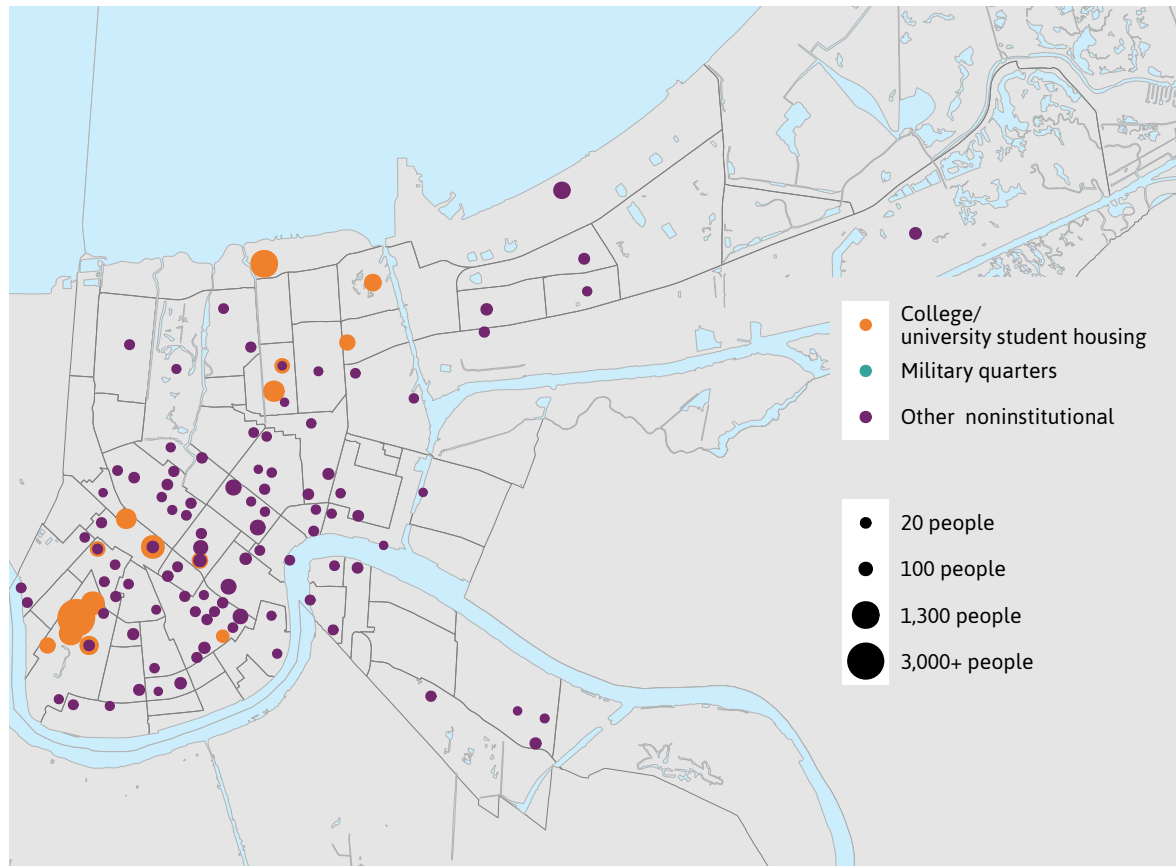 College/
university student housing
Military quarters
Other noninstitutional
20 people
100 people
1,300 people
3,000+ people